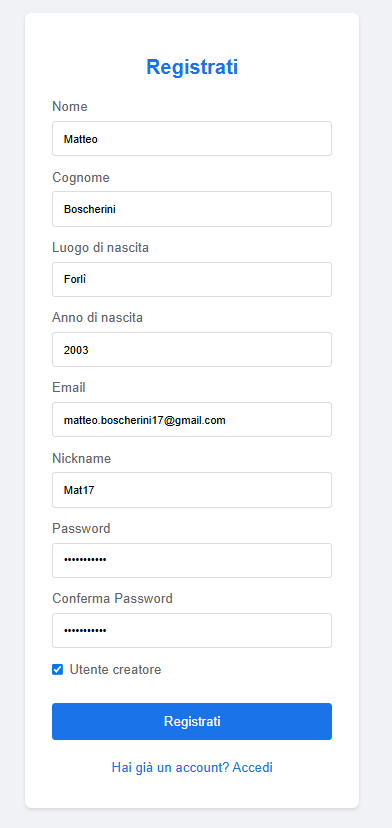 Registrati
Nome
Matteo
Cognome
Boscherini
Luogo di nascita
Forlì
Anno di nascita
2003
Email
matteo.boscherini17@gmail.com
Nickname
Mat17
Password
•••••••••••
Conferma Password
•••••••••••
Utente creatore
Registrati
Hai già un account? Accedi